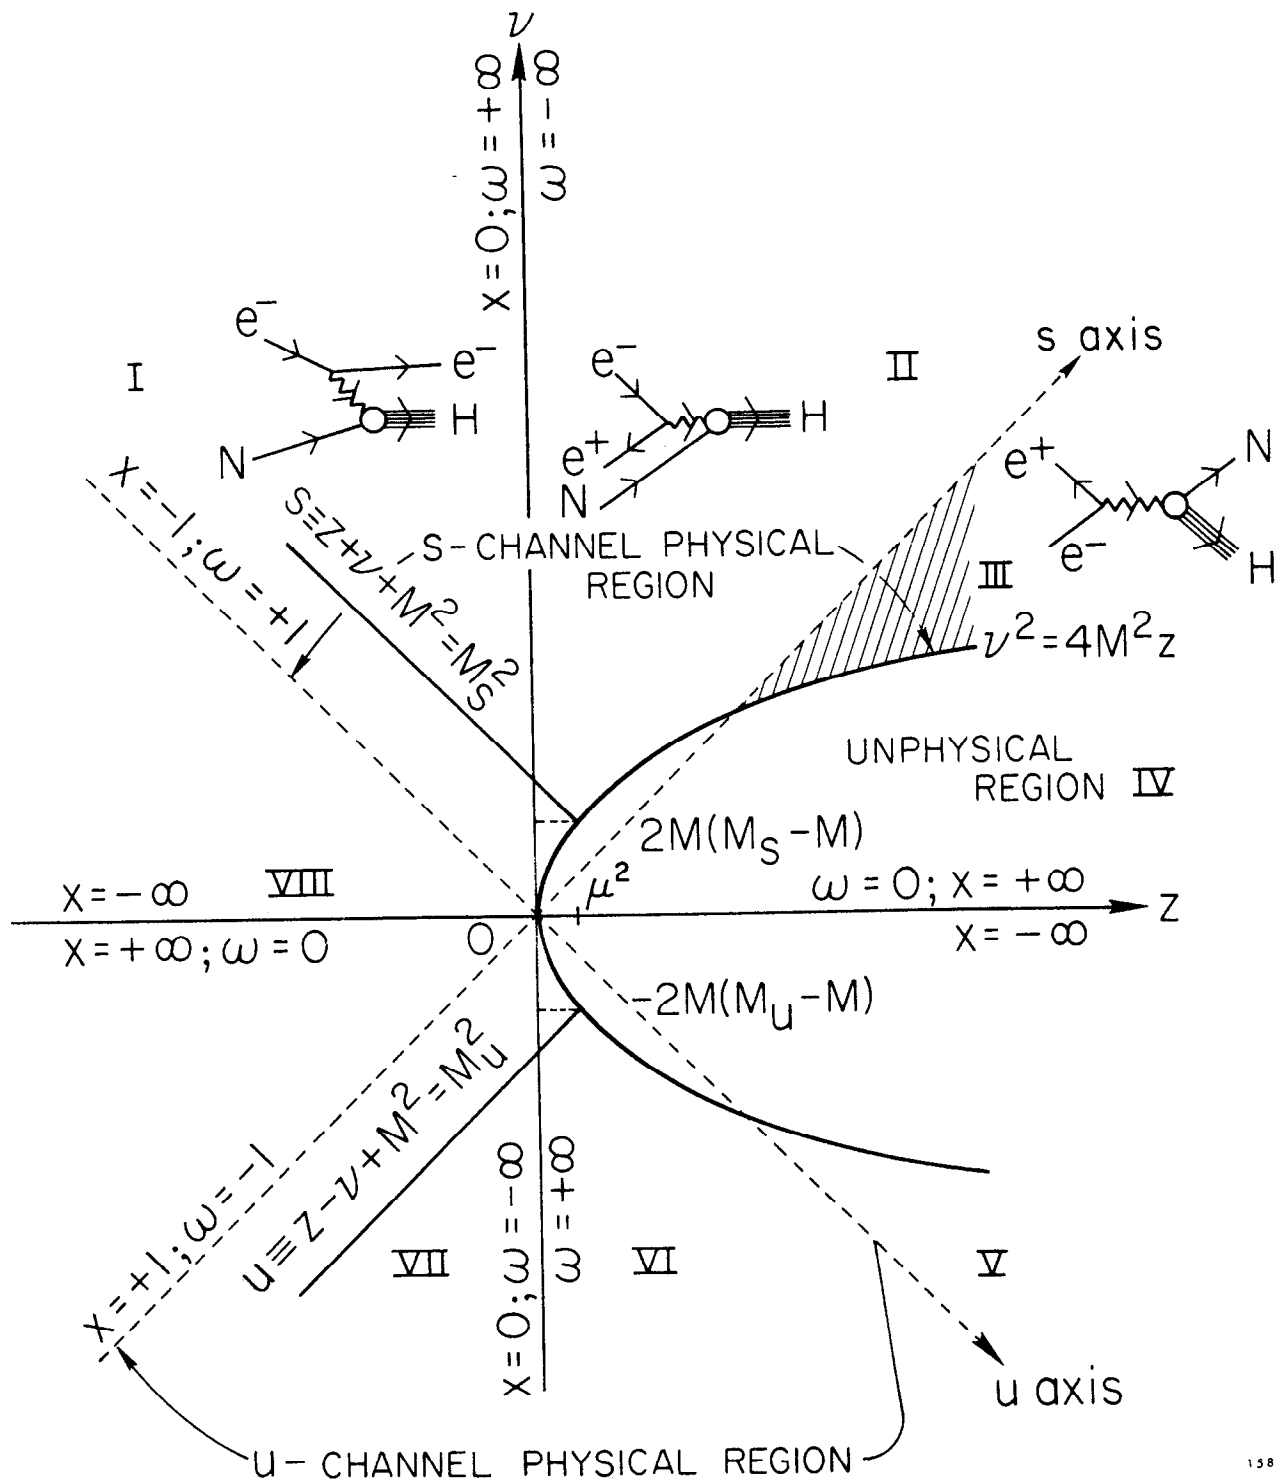 ν
x = 0; ω = +∞
ω = -∞
e⁻
e⁻
I
H
N
e⁻
II
H
e⁺
N
s axis
e⁺
N
e⁻
H
x = -1; ω = +1
S ≡ Z + ν + M² = M_S²
S - CHANNEL PHYSICAL
REGION
III
ν² = 4M²z
UNPHYSICAL
REGION IV
2M(M_S - M)
μ²
x = -∞ VIII
ω = 0; x = +∞
Z
x = +∞; ω = 0
O
x = -∞
-2M(M_u - M)
x = +1; ω = -1
u ≡ Z - ν + M² = M_u²
VII
x = 0; ω = -∞
ω = +∞
VI
V
u axis
u - CHANNEL PHYSICAL REGION
158